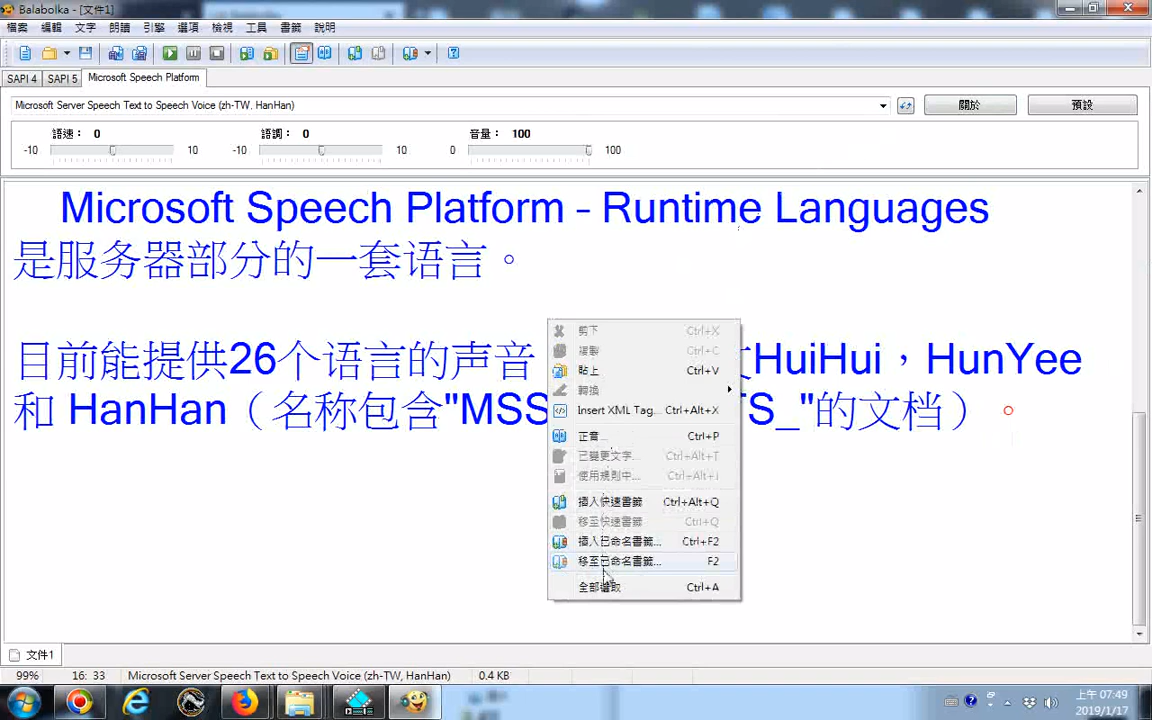 Balabolka - [文件1]
檔案 編輯 文字 朗讀 引擎 選項 檢視 工具 書籤 說明
SAPI 4 SAPI 5 Microsoft Speech Platform
Microsoft Server Speech Text to Speech Voice (zh-TW, HanHan) 關於 預設
語速： 0 語調： 0 音量： 100
-10 10 -10 10 0 100
Microsoft Speech Platform - Runtime Languages
是服务器部分的一套语言。
目前能提供26个语言的声音 HuiHui，HunYee
和 HanHan（名称包含"MSS TS_"的文档）。
剪下 Ctrl+X
複製 Ctrl+C
貼上 Ctrl+V
轉換
Insert XML Tag... Ctrl+Alt+X
正音... Ctrl+P
已變更文字... Ctrl+Alt+T
使用規則中... Ctrl+Alt+J
插入快速書籤 Ctrl+Alt+Q
移至快速書籤 Ctrl+Q
插入已命名書籤... Ctrl+F2
移至已命名書籤... F2
全部選取 Ctrl+A
文件1
99% 16: 33 Microsoft Server Speech Text to Speech Voice (zh-TW, HanHan) 0.4 KB
上午 07:49
2019/1/17